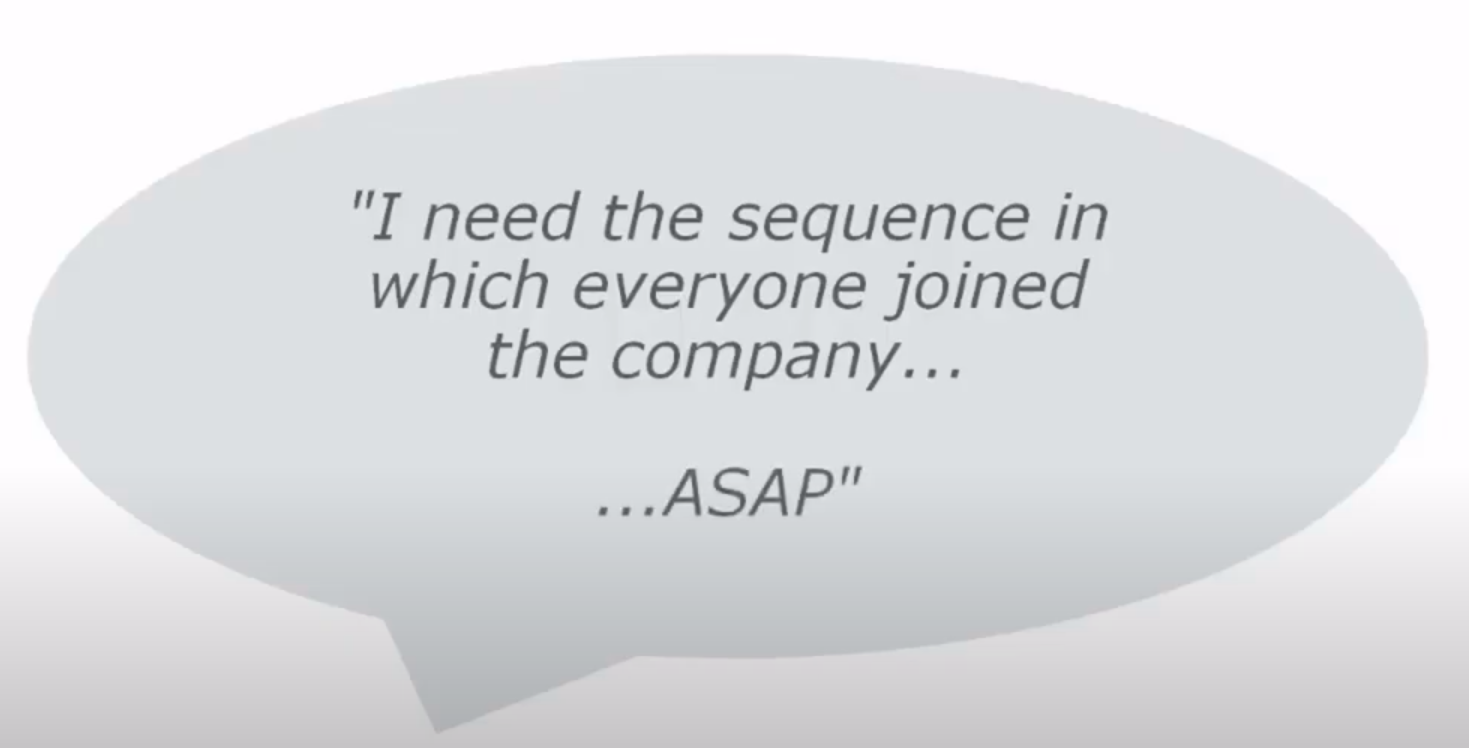 "I need the sequence in
which everyone joined
the company...
...ASAP"